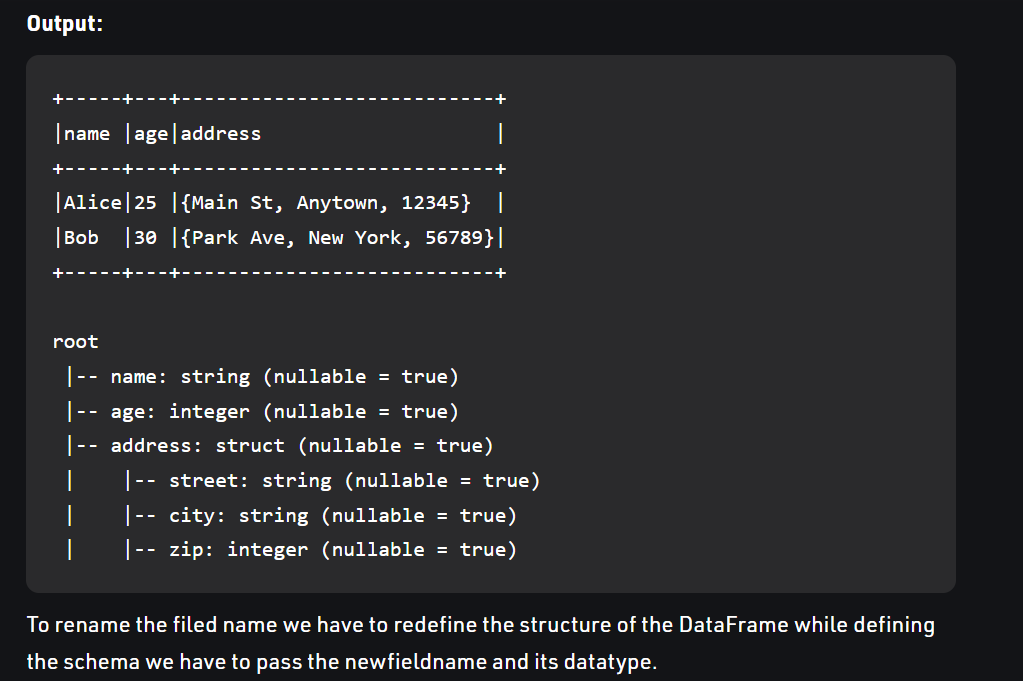 Output:
+-----+---+---------------------------+
|name |age|address                    |
+-----+---+---------------------------+
|Alice|25 |{Main St, Anytown, 12345}  |
|Bob  |30 |{Park Ave, New York, 56789}|
+-----+---+---------------------------+
root
 |-- name: string (nullable = true)
 |-- age: integer (nullable = true)
 |-- address: struct (nullable = true)
 |    |-- street: string (nullable = true)
 |    |-- city: string (nullable = true)
 |    |-- zip: integer (nullable = true)
To rename the filed name we have to redefine the structure of the DataFrame while defining
the schema we have to pass the newfieldname and its datatype.